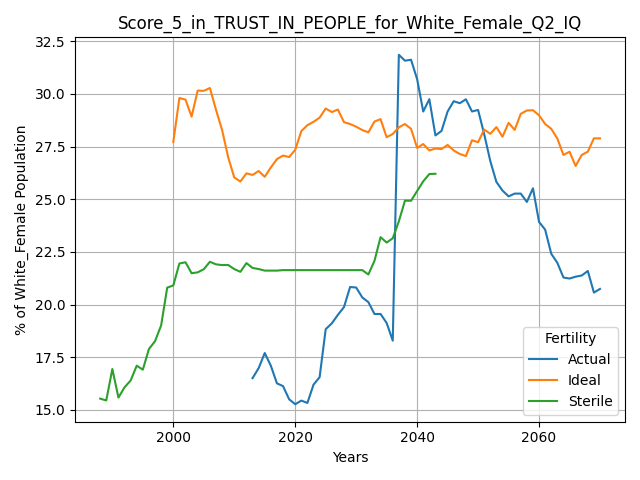 Score_5_in_TRUST_IN_PEOPLE_for_White_Female_Q2_IQ
32.5
30.0
27.5
25.0
22.5
20.0
17.5
15.0
% of White_Female Population
2000
2020
2040
2060
Years
Fertility
Actual
Ideal
Sterile